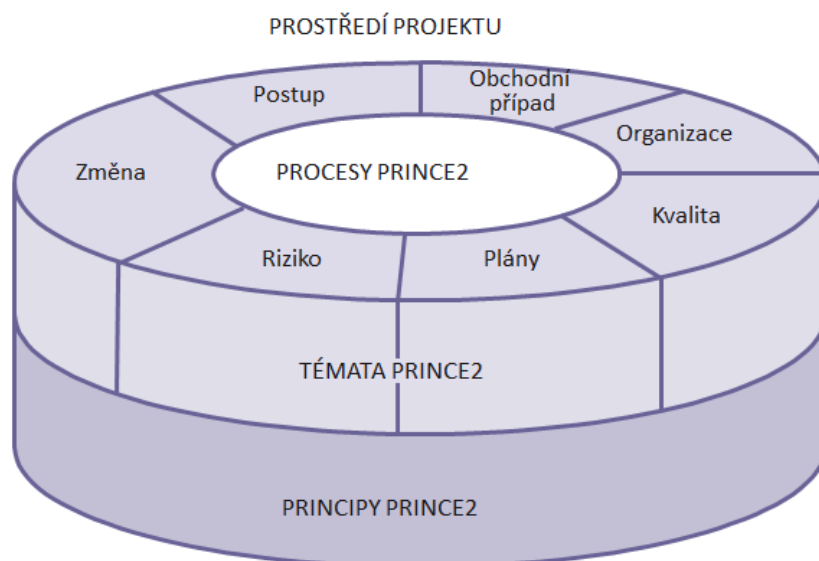 PROSTŘEDÍ PROJEKTU
Postup
Obchodní
případ
Organizace
Změna
PROCESY PRINCE2
Kvalita
Riziko
Plány
TÉMATA PRINCE2
PRINCIPY PRINCE2